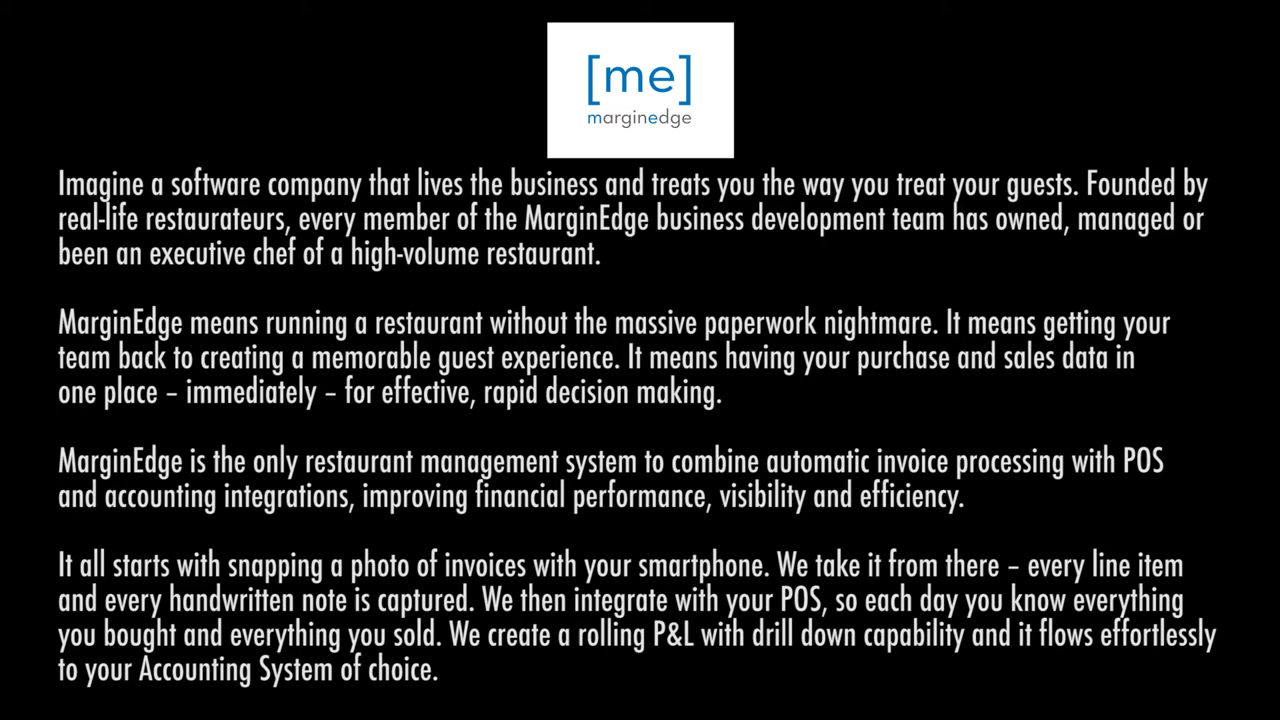 [me]
marginedge
Imagine a software company that lives the business and treats you the way you treat your guests. Founded by
real-life restaurateurs, every member of the MarginEdge business development team has owned, managed or
been an executive chef of a high-volume restaurant.
MarginEdge means running a restaurant without the massive paperwork nightmare. It means getting your
team back to creating a memorable guest experience. It means having your purchase and sales data in
one place – immediately – for effective, rapid decision making.
MarginEdge is the only restaurant management system to combine automatic invoice processing with POS
and accounting integrations, improving financial performance, visibility and efficiency.
It all starts with snapping a photo of invoices with your smartphone. We take it from there – every line item
and every handwritten note is captured. We then integrate with your POS, so each day you know everything
you bought and everything you sold. We create a rolling P&L with drill down capability and it flows effortlessly
to your Accounting System of choice.